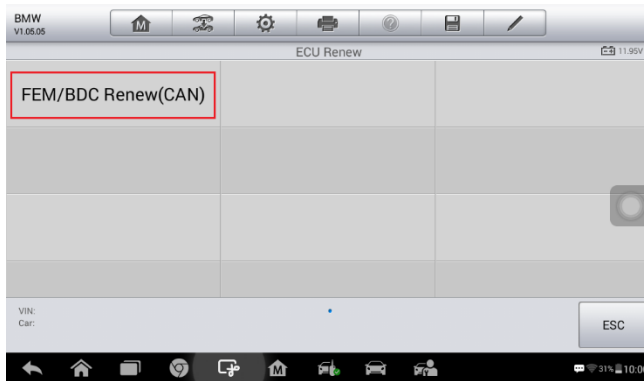 BMW
V1.05.05
M
ECU Renew
11.95V
FEM/BDC Renew(CAN)
VIN:
Car:
ESC
M
31% 10:0